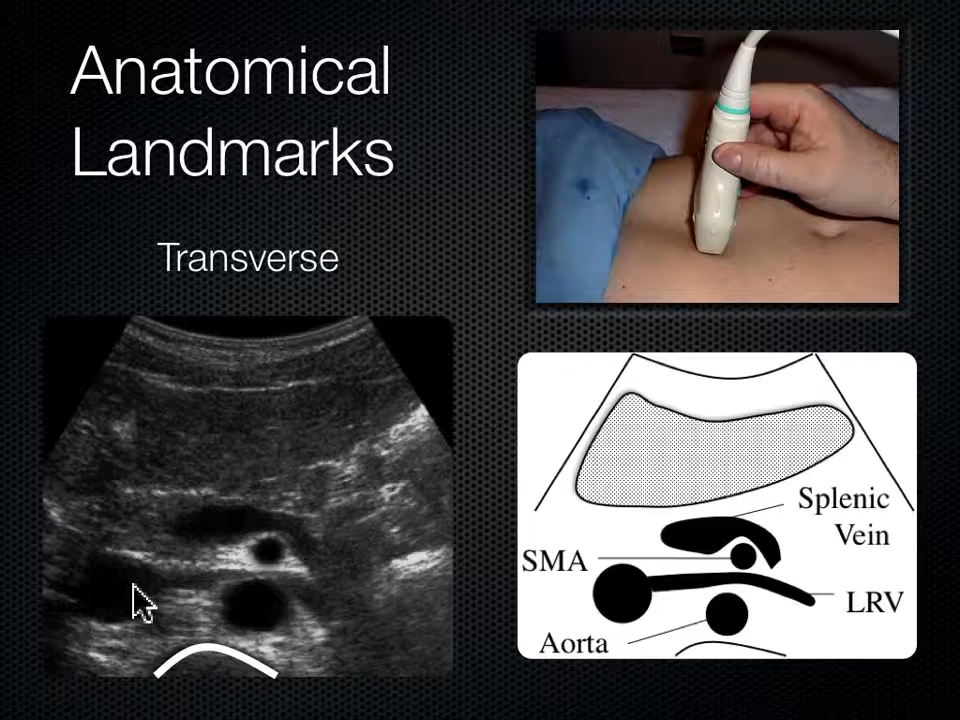 Anatomical
Landmarks
Transverse
Splenic
Vein
SMA
LRV
Aorta